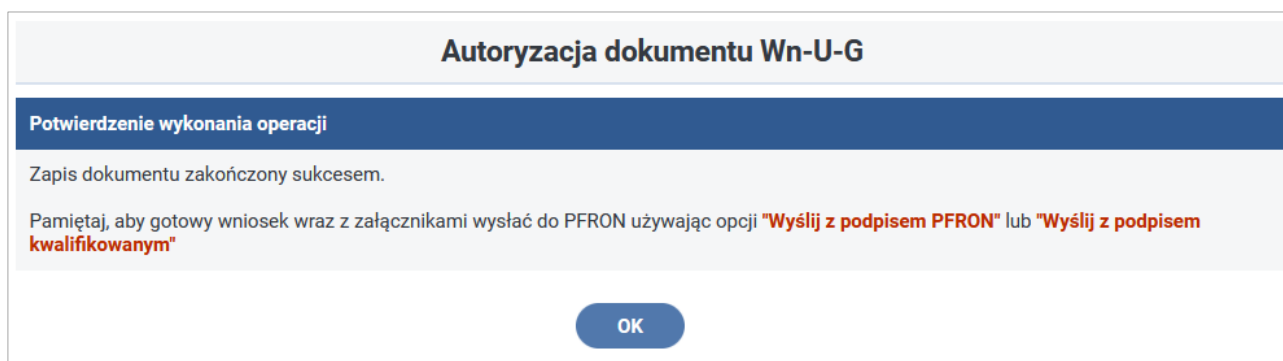 Autoryzacja dokumentu Wn-U-G
Potwierdzenie wykonania operacji
Zapis dokumentu zakończony sukcesem.
Pamiętaj, aby gotowy wniosek wraz z załącznikami wysłać do PFRON używając opcji "Wyślij z podpisem PFRON" lub "Wyślij z podpisem
kwalifikowanym"
OK